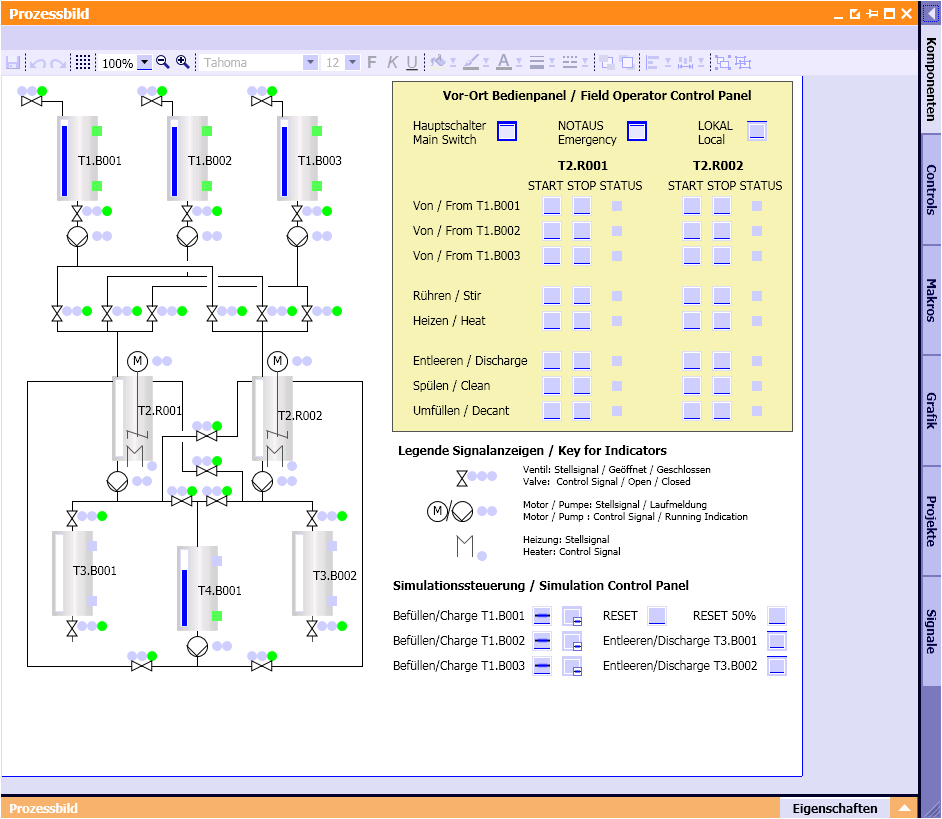 Prozessbild
100%
Tahoma
12
F K U
A
Komponenten
Controls
Makros
Grafik
Projekte
Signale
T1.B001
T1.B002
T1.B003
M
M
T2.R001
T2.R002
T3.B001
T4.B001
T3.B002
Vor-Ort Bedienpanel / Field Operator Control Panel
Hauptschalter
Main Switch
NOTAUS
Emergency
LOKAL
Local
T2.R001
T2.R002
START STOP STATUS
START STOP STATUS
Von / From T1.B001
Von / From T1.B002
Von / From T1.B003
Rühren / Stir
Heizen / Heat
Entleeren / Discharge
Spülen / Clean
Umfüllen / Decant
Legende Signalanzeigen / Key for Indicators
Ventil: Stellsignal / Geöffnet / Geschlossen
Valve: Control Signal / Open / Closed
M /
Motor / Pumpe: Stellsignal / Laufmeldung
Motor / Pump : Control Signal / Running Indication
Heizung: Stellsignal
Heater: Control Signal
Simulationssteuerung / Simulation Control Panel
Befüllen/Charge T1.B001
RESET
RESET 50%
Befüllen/Charge T1.B002
Entleeren/Discharge T3.B001
Befüllen/Charge T1.B003
Entleeren/Discharge T3.B002
Prozessbild
Eigenschaften